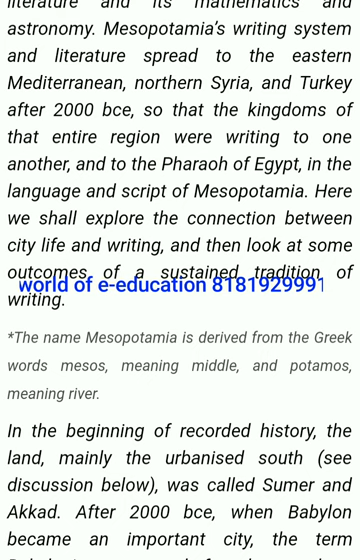 literature and its mathematics and
astronomy. Mesopotamia’s writing system
and literature spread to the eastern
Mediterranean, northern Syria, and Turkey
after 2000 bce, so that the kingdoms of
that entire region were writing to one
another, and to the Pharaoh of Egypt, in the
language and script of Mesopotamia. Here
we shall explore the connection between
city life and writing, and then look at some
outcomes of a sustained tradition of
world of e-education 8181929991
writing.
*The name Mesopotamia is derived from the Greek
words mesos, meaning middle, and potamos,
meaning river.
In the beginning of recorded history, the
land, mainly the urbanised south (see
discussion below), was called Sumer and
Akkad. After 2000 bce, when Babylon
became an important city, the term